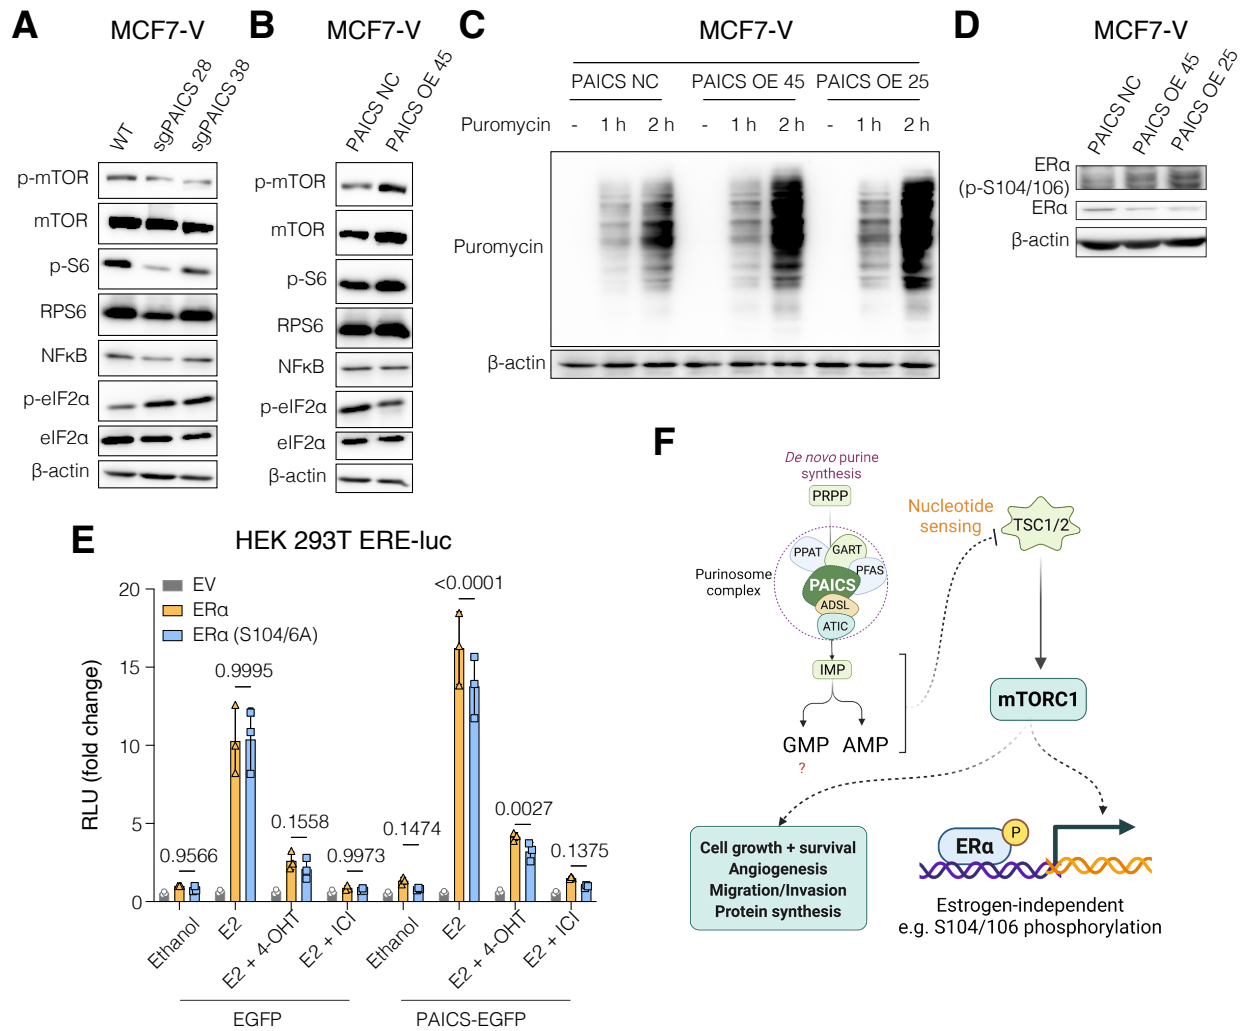 A
MCF7-V
WT
sgPAICS 28
sgPAICS 38
p-mTOR
mTOR
p-S6
RPS6
NFκB
p-eIF2α
eIF2α
β-actin
B
MCF7-V
PAICS NC
PAICS OE 45
p-mTOR
mTOR
p-S6
RPS6
NFκB
p-eIF2α
eIF2α
β-actin
C
MCF7-V
PAICS NC PAICS OE 45 PAICS OE 25
Puromycin - 1 h 2 h - 1 h 2 h - 1 h 2 h
Puromycin
β-actin
D
MCF7-V
PAICS NC
PAICS OE 45
PAICS OE 25
ERα
(p-S104/106)
ERα
β-actin
E
HEK 293T ERE-luc
EV
ERα
ERα (S104/6A)
RLU (fold change)
20
15
10
5
0
0.9566
0.9995
0.1558
0.9973
0.1474
<0.0001
0.0027
0.1375
Ethanol
E2
E2 + 4-OHT
E2 + ICI
Ethanol
E2
E2 + 4-OHT
E2 + ICI
EGFP
PAICS-EGFP
F
De novo purine
synthesis
PRPP
Purinosome
complex
PPAT
GART
PFAS
PAICS
ADSL
ATIC
IMP
GMP AMP
?
Nucleotide
sensing
TSC1/2
mTORC1
Cell growth + survival
Angiogenesis
Migration/Invasion
Protein synthesis
ERα
P
Estrogen-independent
e.g. S104/106 phosphorylation